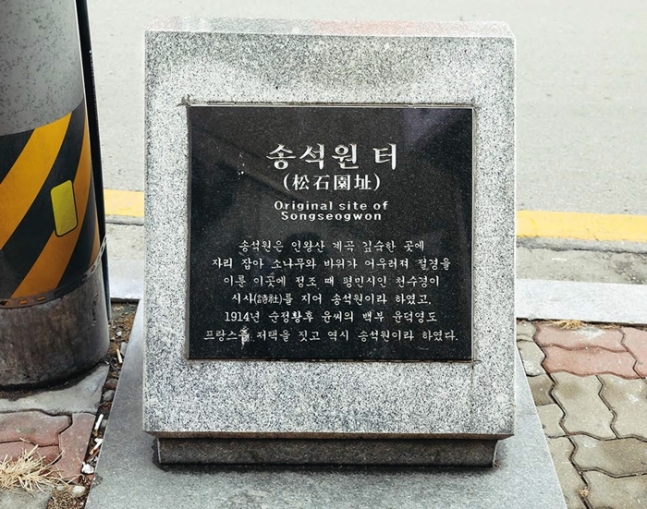 송석원 터
(松石園址)
Original site of
Songseogwon
송석원은 인왕산 계곡 깊숙한 곳에
자리 잡아 소나무와 바위가 어우러져 절경을
이룬 이곳에 정조 때 평민시인 천수경이
시사(詩社)를 지어 송석원이라 하였고,
1914년 순정황후 윤씨의 백부 윤덕영도
프랑스풍 저택을 짓고 역시 송석원이라 하였다.